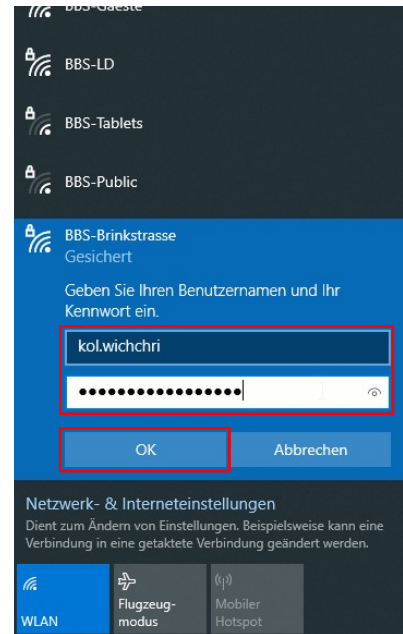 BBS-Gaeste
BBS-LD
BBS-Tablets
BBS-Public
BBS-Brinkstrasse
Gesichert
Geben Sie Ihren Benutzernamen und Ihr
Kennwort ein.
kol.wichchri
●●●●●●●●●●●●●●●●●
OK Abbrechen
Netzwerk- & Interneteinstellungen
Dient zum Ändern von Einstellungen. Beispielsweise kann eine
Verbindung in eine getaktete Verbindung geändert werden.
WLAN
Flugzeug-
modus
Mobiler
Hotspot